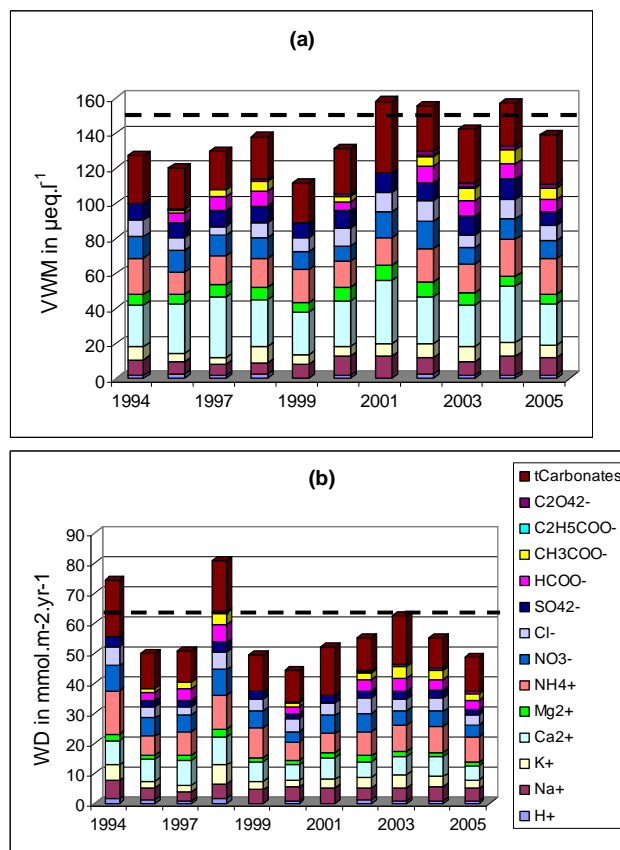 (a)
VWM in µeq.l-1
160
140
120
100
80
60
40
20
0
1994 1997 1999 2001 2003 2005
(b)
WD in mmol.m-2.yr-1
90
80
70
60
50
40
30
20
10
0
1994 1997 1999 2001 2003 2005
tCarbonates
C2O42-
C2H5COO-
CH3COO-
HCOO-
SO42-
Cl-
NO3-
NH4+
Mg2+
Ca2+
K+
Na+
H+